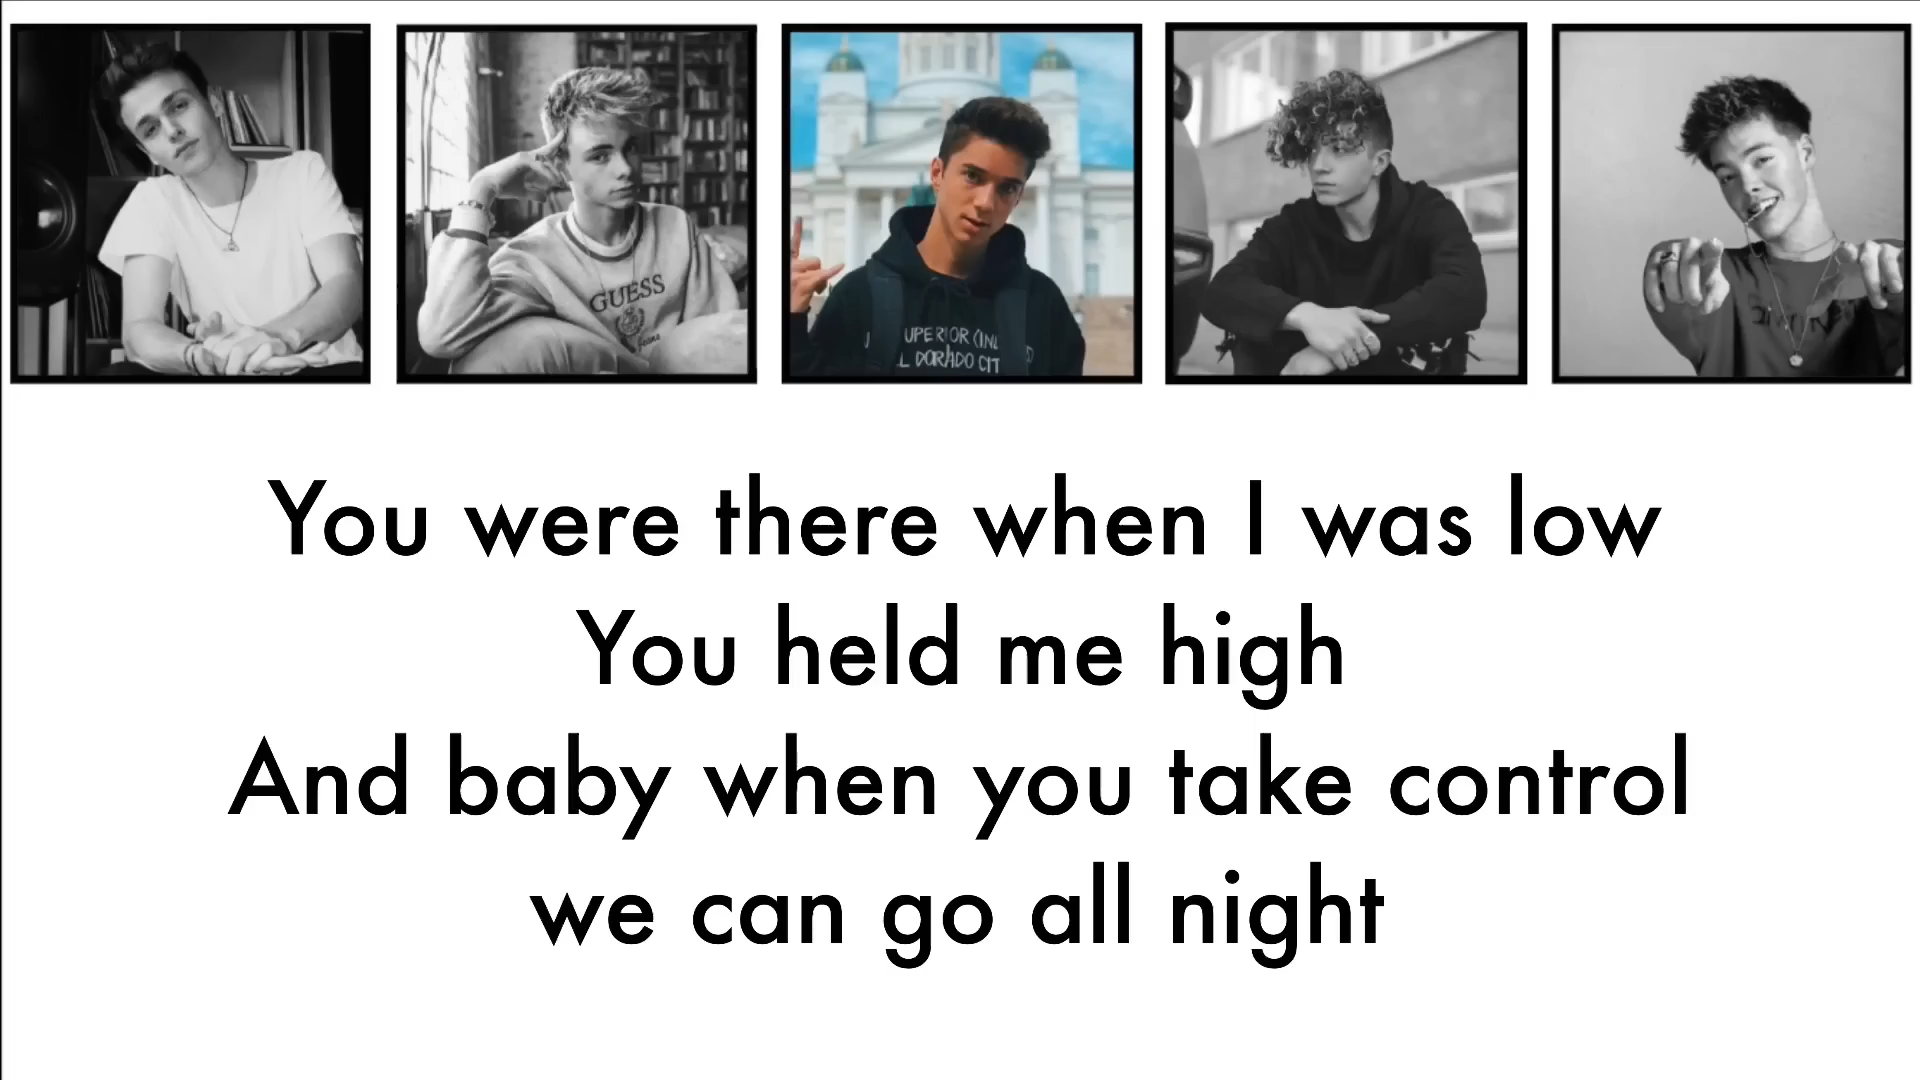 GUESS
Jeans
UPERIOR
L DORADO CIT
You were there when I was low
You held me high
And baby when you take control
we can go all night